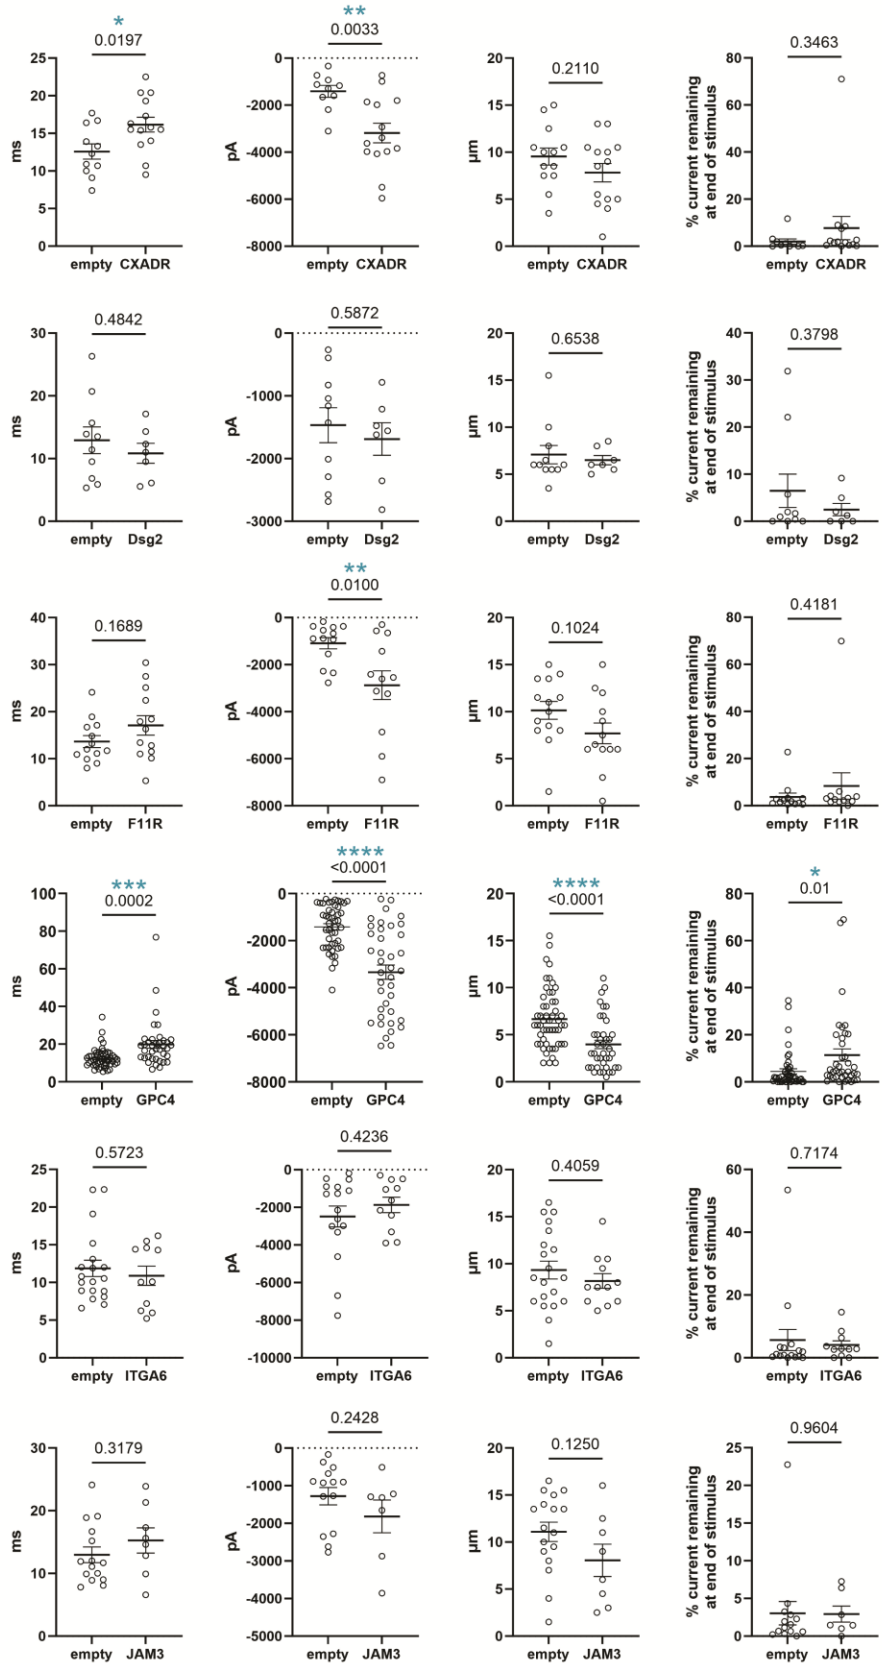 *
0.0197
ms
25
20
15
10
5
0
empty CXADR
**
0.0033
pA
0
-2000
-4000
-6000
-8000
empty CXADR
0.2110
µm
20
15
10
5
0
empty CXADR
0.3463
% current remaining
at end of stimulus
80
60
40
20
0
empty CXADR
0.4842
ms
30
20
10
0
empty Dsg2
0.5872
pA
0
-1000
-2000
-3000
empty Dsg2
0.6538
µm
20
15
10
5
0
empty Dsg2
0.3798
% current remaining
at end of stimulus
40
30
20
10
0
empty Dsg2
0.1689
ms
40
30
20
10
0
empty F11R
**
0.0100
pA
0
-2000
-4000
-6000
-8000
empty F11R
0.1024
µm
20
15
10
5
0
empty F11R
0.4181
% current remaining
at end of stimulus
80
60
40
20
0
empty F11R
***
0.0002
ms
100
80
60
40
20
0
empty GPC4
****
<0.0001
pA
0
-2000
-4000
-6000
-8000
empty GPC4
****
<0.0001
µm
20
15
10
5
0
empty GPC4
*
0.01
% current remaining
at end of stimulus
80
60
40
20
0
empty GPC4
0.5723
ms
25
20
15
10
5
0
empty ITGA6
0.4236
pA
0
-2000
-4000
-6000
-8000
-10000
empty ITGA6
0.4059
µm
20
15
10
5
0
empty ITGA6
0.7174
% current remaining
at end of stimulus
60
40
20
0
empty ITGA6
0.3179
ms
30
20
10
0
empty JAM3
0.2428
pA
0
-1000
-2000
-3000
-4000
-5000
empty JAM3
0.1250
µm
20
15
10
5
0
empty JAM3
0.9604
% current remaining
at end of stimulus
25
20
15
10
5
0
empty JAM3